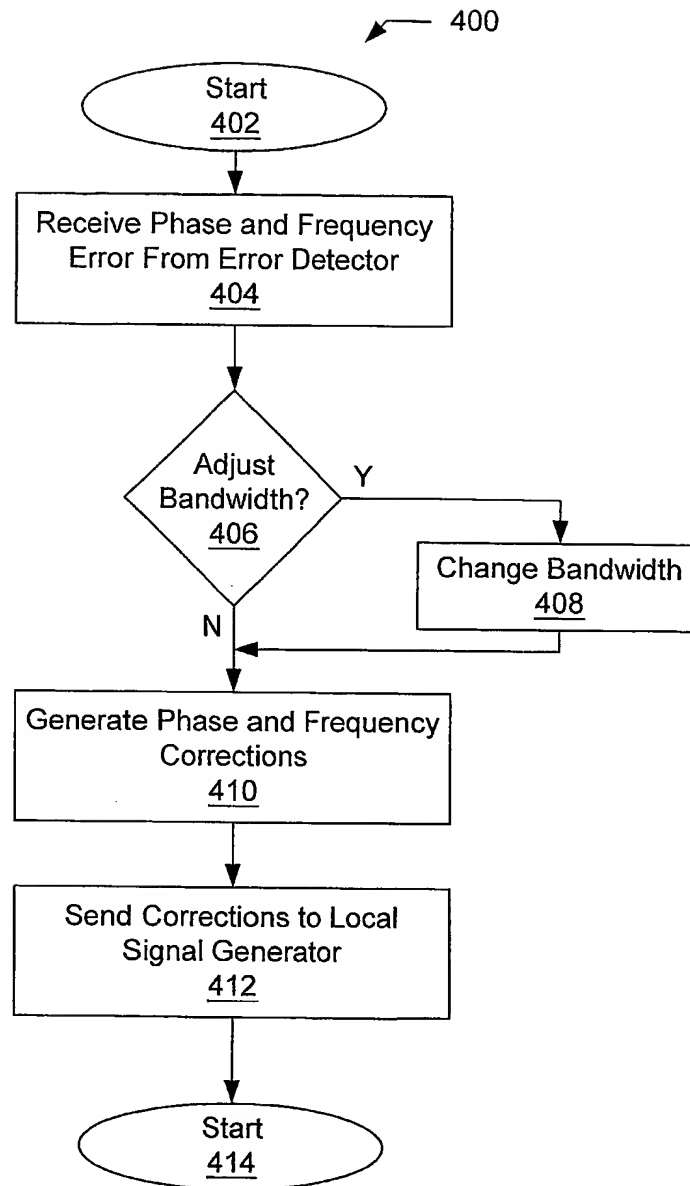 400
Start
402
Receive Phase and Frequency
Error From Error Detector
404
Adjust
Bandwidth?
406
Y
Change Bandwidth
408
N
Generate Phase and Frequency
Corrections
410
Send Corrections to Local
Signal Generator
412
Start
414